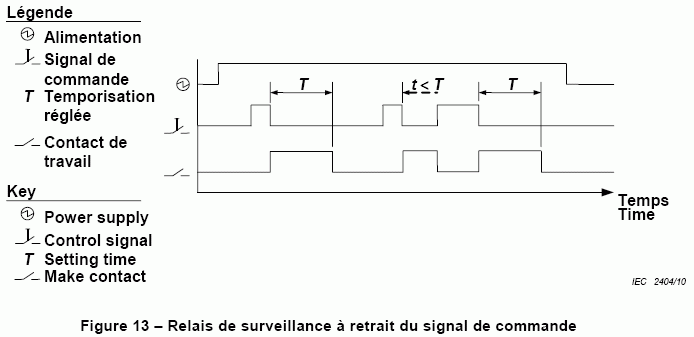 Légende
Alimentation
Signal de
commande
T Temporisation
réglée
Contact de
travail
Key
Power supply
Control signal
T Setting time
Make contact
T
t < T
T
Temps
Time
IEC 2404/10
Figure 13 – Relais de surveillance à retrait du signal de commande